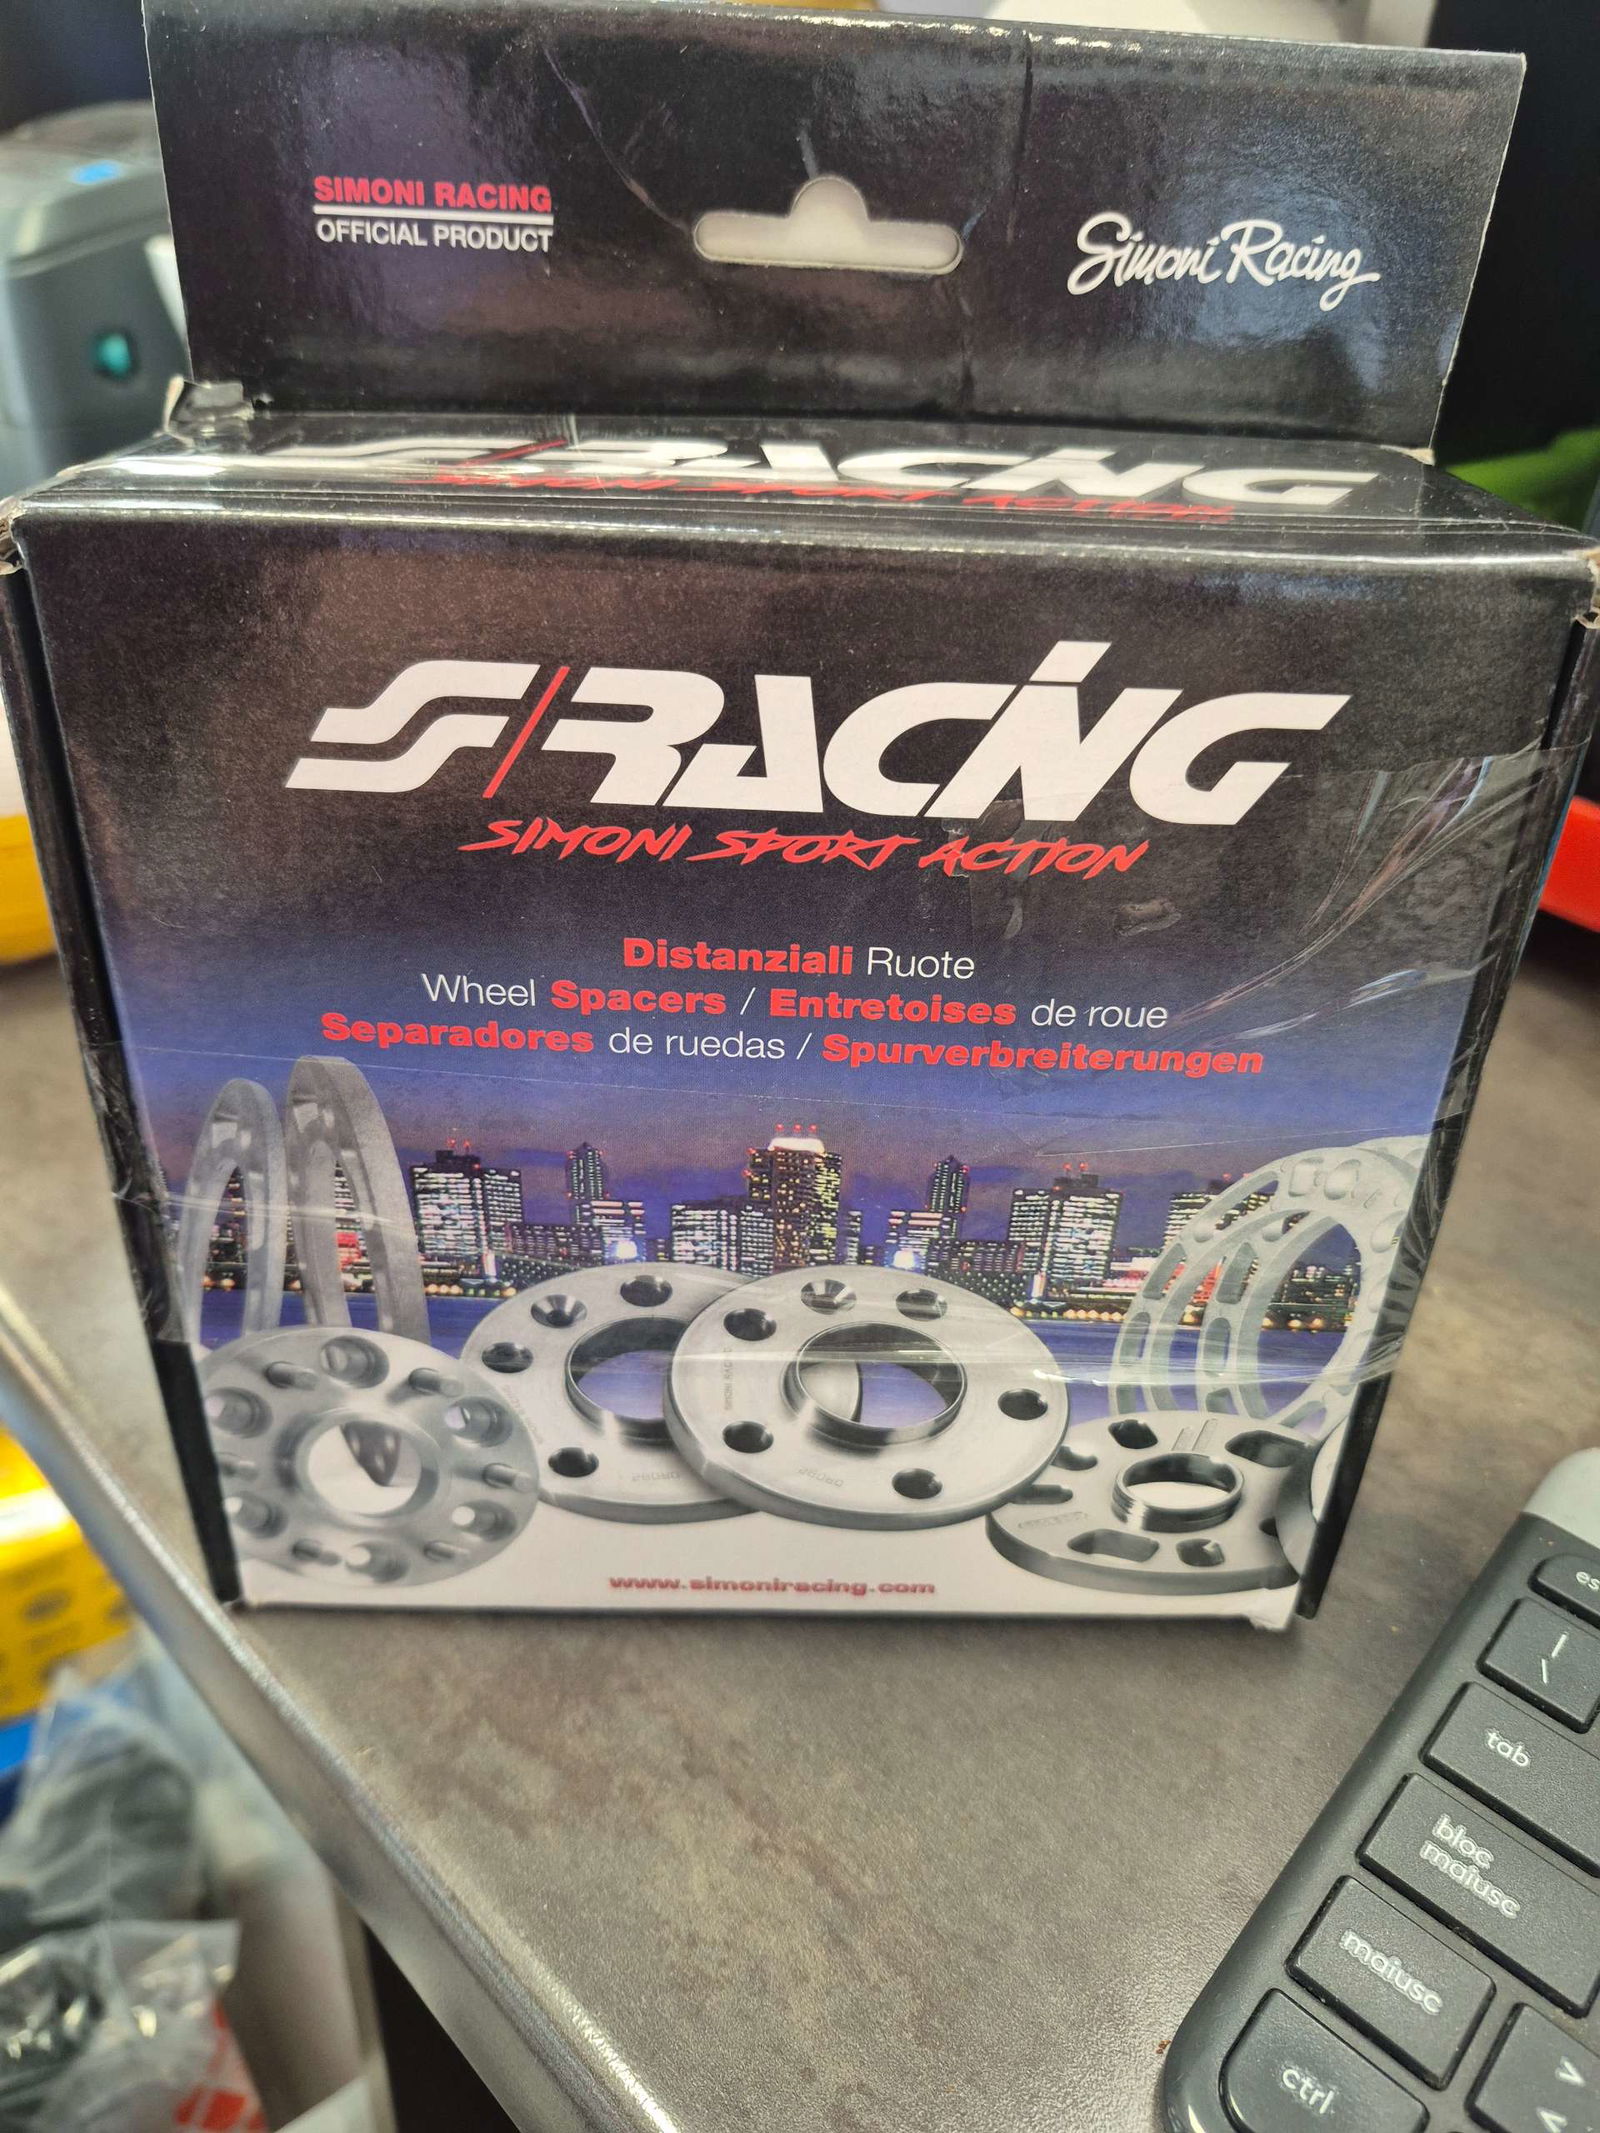 SIMONI RACING
OFFICIAL PRODUCT
Simoni Racing
S/RACING
SIMONI SPORT ACTION
S/RACING
SIMONI SPORT ACTION
Distanziali Ruote
Wheel Spacers / Entretoises de roue
Separadores de ruedas / Spurverbreiterungen
www.simoniracing.com
tab
bloc
maiusc
maiusc
ctrl